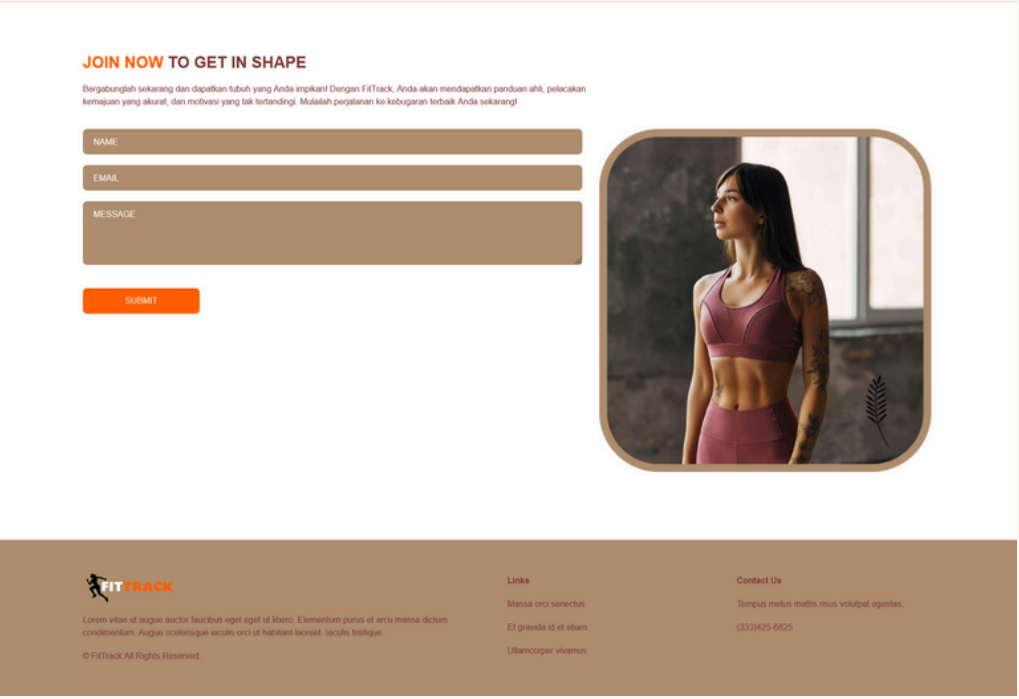 JOIN NOW TO GET IN SHAPE
Bergabunglah sekarang dan dapatkan tubuh yang Anda impikan! Dengan FitTrack, Anda akan mendapatkan panduan ahli, pelacakan
kemajuan yang akurat, dan motivasi yang tak tertandingi. Mulailah perjalanan ke kebugaran terbaik Anda sekarang!
NAME
EMAIL
MESSAGE
SUBMIT
FITTRACK
Lorem vitae ut augue auctor faucibus eget eget ut libero. Elementum purus et arcu massa dictum
condimentum. Augue scelerisque iaculis orci ut habitant laoreet. Iaculis tristique.
© FitTrack All Rights Reserved.
Links
Massa orci senectus
Et gravida id et etiam
Ullamcorper vivamus
Contact Us
Tempus metus mattis risus volutpat egestas.
(333)425-6825